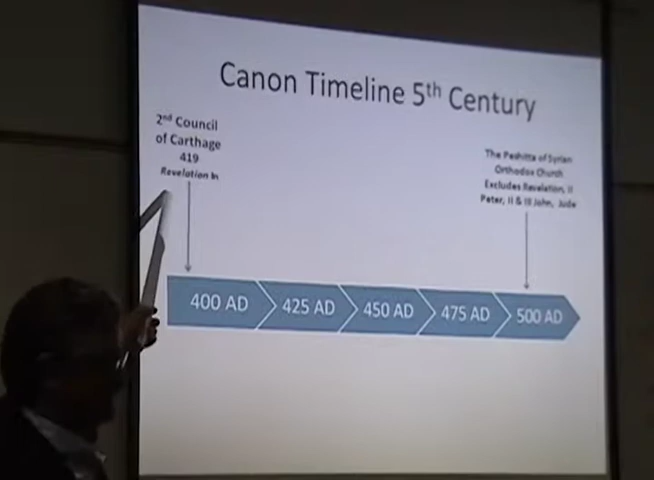 Canon Timeline 5th Century
2nd Council
of Carthage
419
Revelation In
The Peshitta of Syrian
Orthodox Church
Excludes Revelation, II
Peter, II & III John, Jude
400 AD
425 AD
450 AD
475 AD
500 AD